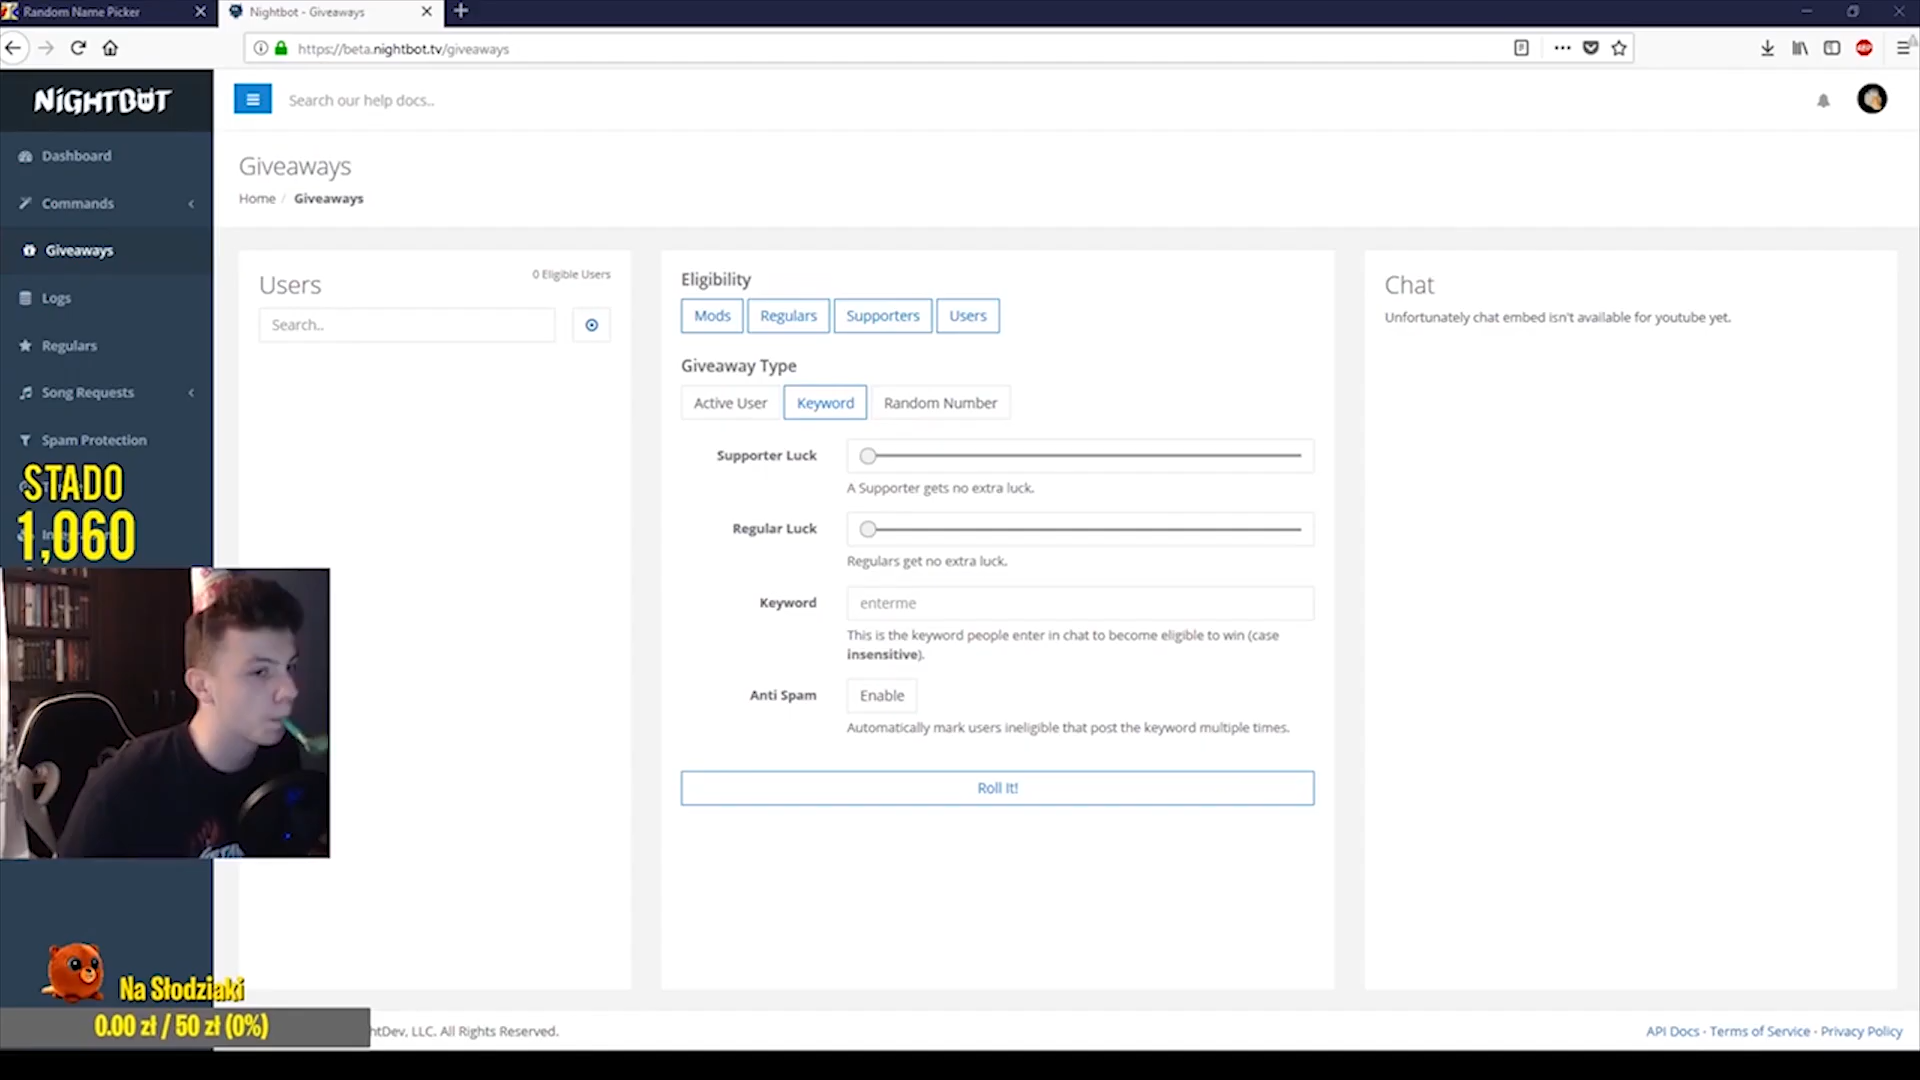 Random Name Picker
Nightbot - Giveaways
https://beta.nightbot.tv/giveaways
NIGHTBOT
Search our help docs..
Dashboard
Commands
Giveaways
Logs
Regulars
Song Requests
Spam Protection
STADO
1,060
Giveaways
Home / Giveaways
Users
0 Eligible Users
Search..
Eligibility
Mods
Regulars
Supporters
Users
Giveaway Type
Active User
Keyword
Random Number
Supporter Luck
A Supporter gets no extra luck.
Regular Luck
Regulars get no extra luck.
Keyword
enterme
This is the keyword people enter in chat to become eligible to win (case
insensitive).
Anti Spam
Enable
Automatically mark users ineligible that post the keyword multiple times.
Roll It!
Chat
Unfortunately chat embed isn't available for youtube yet.
Na Słodziaki
0.00 zł / 50 zł (0%)
LLC. All Rights Reserved.
API Docs · Terms of Service · Privacy Policy